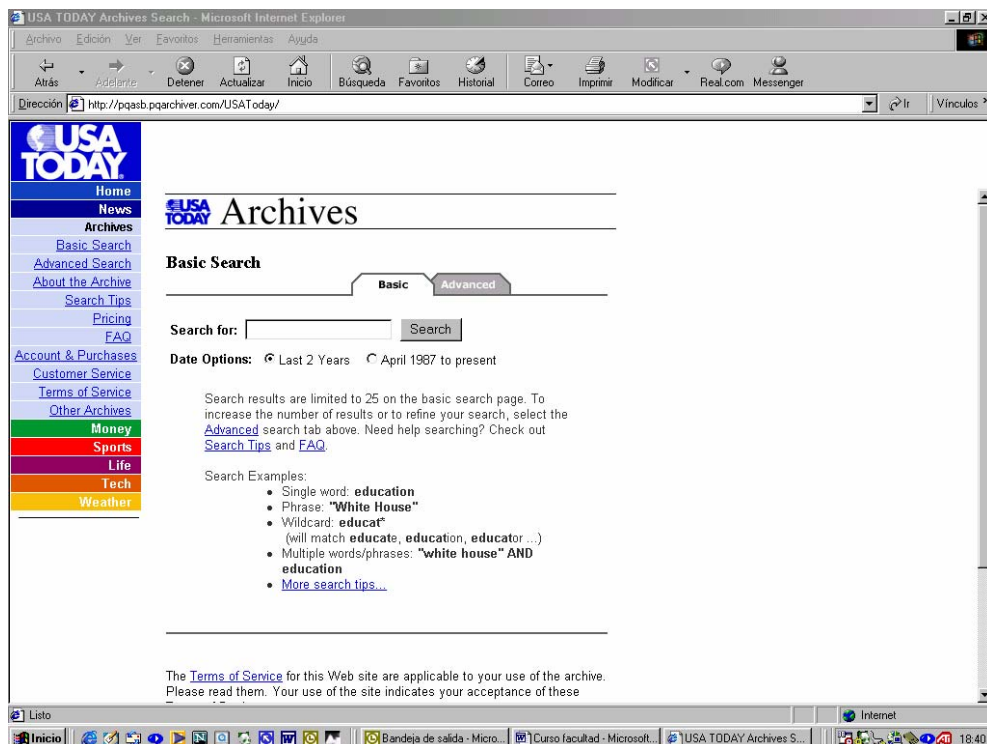 USA TODAY Archives Search - Microsoft Internet Explorer
Archivo Edición Ver Favoritos Herramientas Ayuda
Atrás Adelante Detener Actualizar Inicio Búsqueda Favoritos Historial Correo Imprimir Modificar Real.com Messenger
Dirección http://pqasb.pqarchiver.com/USAToday/ Ir Vínculos
USA
TODAY
Home
News
Archives
Basic Search
Advanced Search
About the Archive
Search Tips
Pricing
FAQ
Account & Purchases
Customer Service
Terms of Service
Other Archives
Money
Sports
Life
Tech
Weather
USA TODAY Archives
Basic Search
Basic Advanced
Search for: Search
Date Options: Last 2 Years April 1987 to present
Search results are limited to 25 on the basic search page. To
increase the number of results or to refine your search, select the
Advanced search tab above. Need help searching? Check out
Search Tips and FAQ.
Search Examples:
• Single word: education
• Phrase: "White House"
• Wildcard: educat*
(will match educate, education, educator ...)
• Multiple words/phrases: "white house" AND
education
• More search tips...
The Terms of Service for this Web site are applicable to your use of the archive.
Please read them. Your use of the site indicates your acceptance of these
Listo Internet
Inicio Bandeja de salida - Micro... Curso facultad - Microsoft... USA TODAY Archives S... 18:40